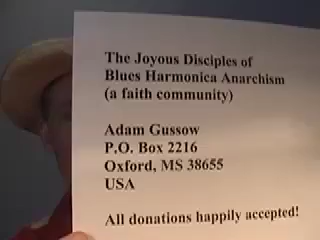 The Joyous Disciples of
Blues Harmonica Anarchism
(a faith community)
Adam Gussow
P.O. Box 2216
Oxford, MS 38655
USA
All donations happily accepted!